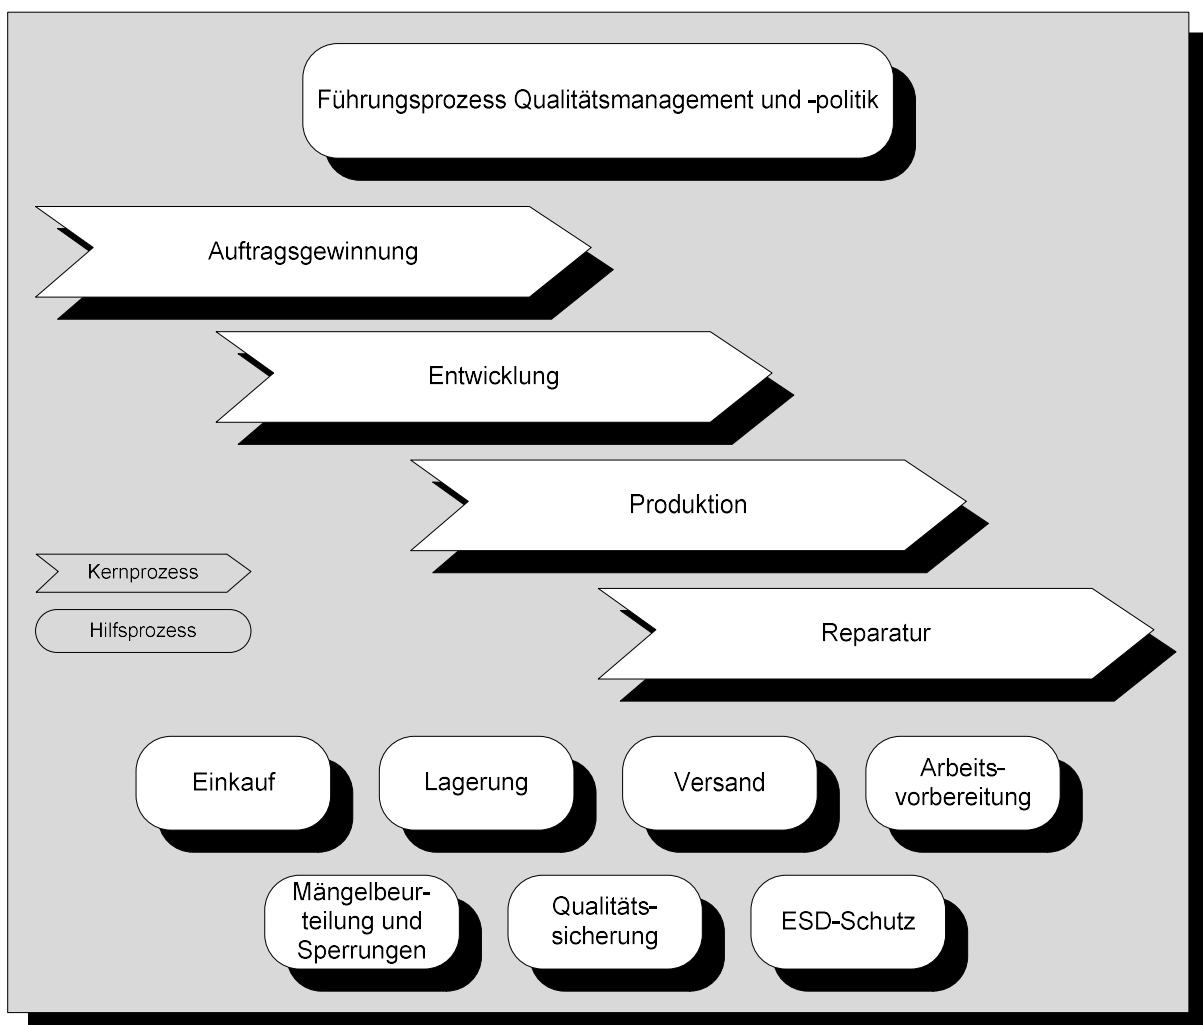 Führungsprozess Qualitätsmanagement und -politik
Auftragsgewinnung
Entwicklung
Produktion
Kernprozess
Hilfsprozess
Reparatur
Einkauf
Lagerung
Versand
Arbeits-
vorbereitung
Mängelbeur-
teilung und
Sperrungen
Qualitäts-
sicherung
ESD-Schutz